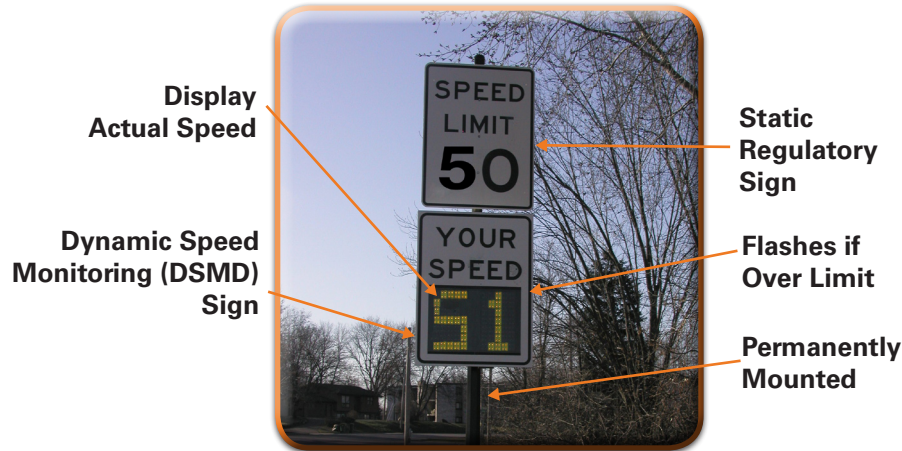 Display
Actual Speed
Dynamic Speed
Monitoring (DSMD)
Sign
SPEED
LIMIT
50
YOUR
SPEED
51
Static
Regulatory
Sign
Flashes if
Over Limit
Permanently
Mounted